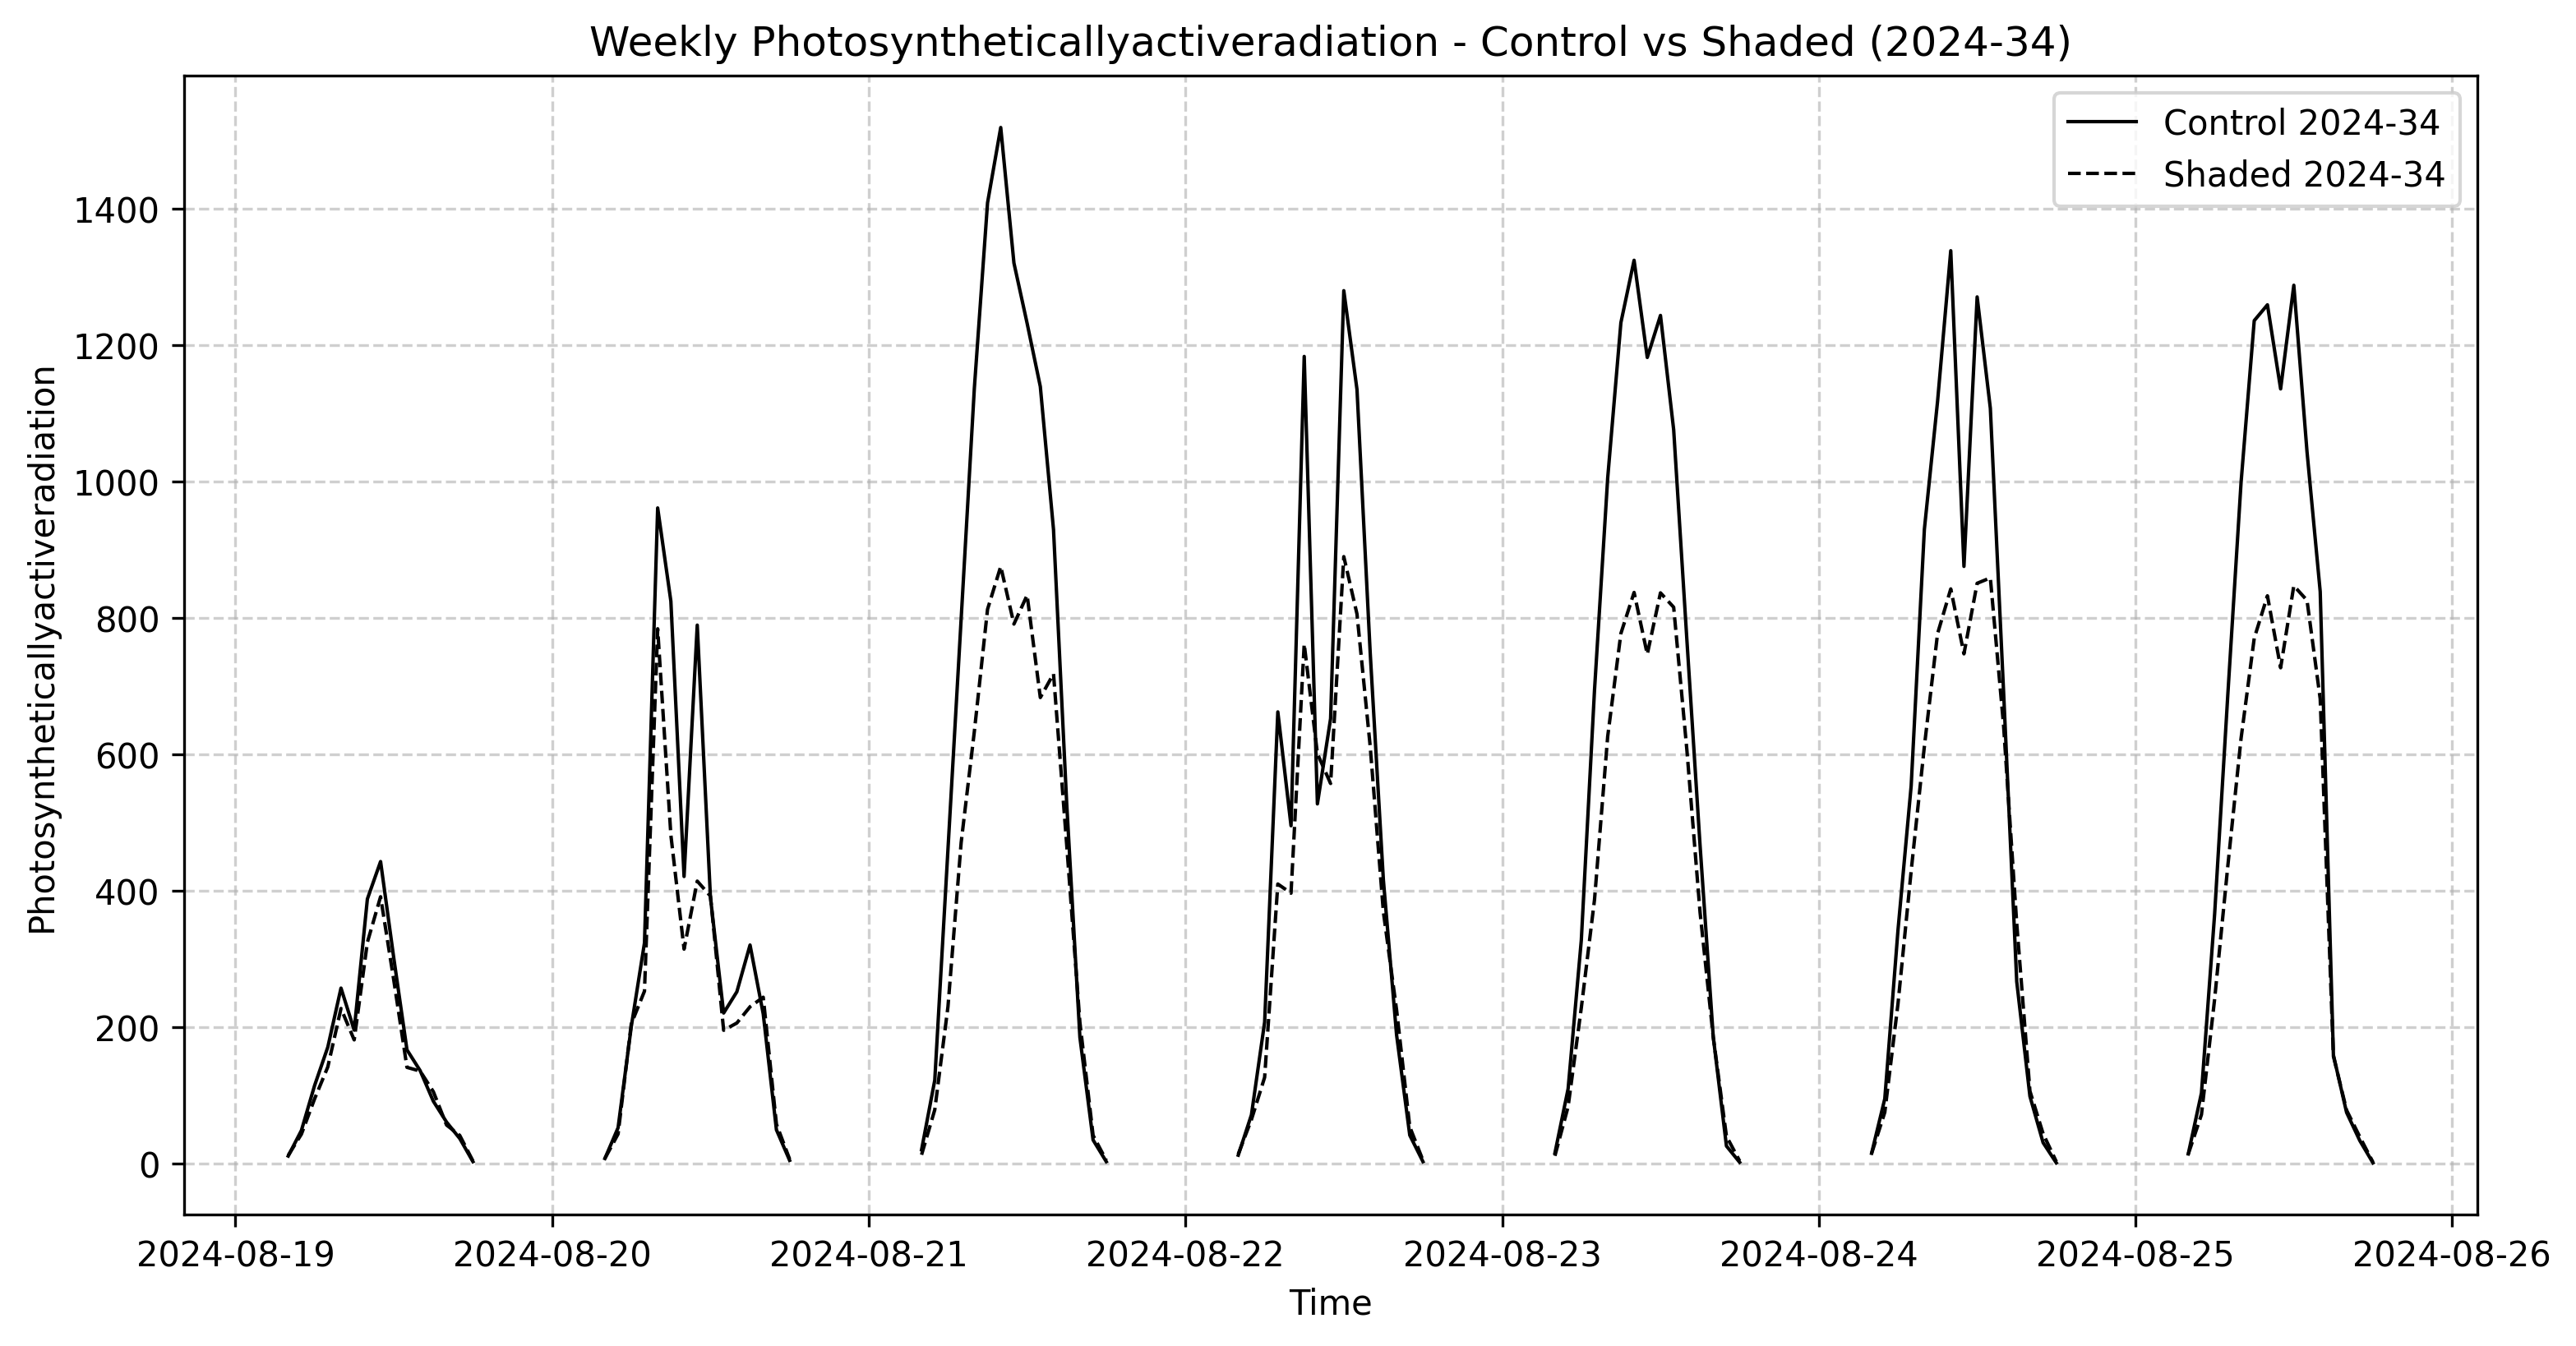 Weekly Photosyntheticallyactiveradiation - Control vs Shaded (2024-34)
Control 2024-34
Shaded 2024-34
Photosyntheticallyactiveradiation
1400
1200
1000
800
600
400
200
0
2024-08-19 2024-08-20 2024-08-21 2024-08-22 2024-08-23 2024-08-24 2024-08-25 2024-08-26
Time